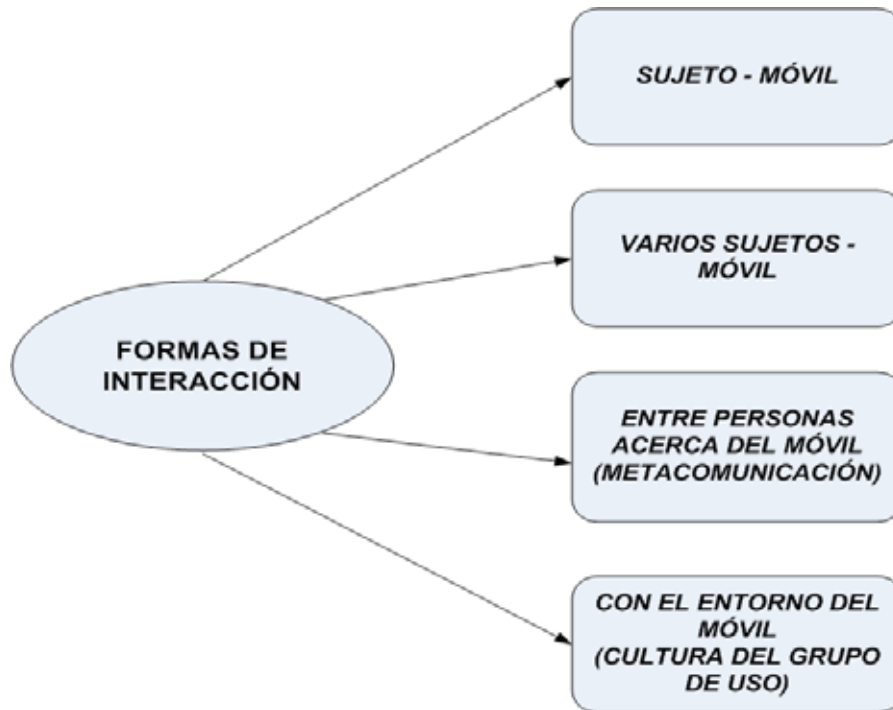 SUJETO - MÓVIL
VARIOS SUJETOS -
MÓVIL
FORMAS DE
INTERACCIÓN
ENTRE PERSONAS
ACERCA DEL MÓVIL
(METACOMUNICACIÓN)
CON EL ENTORNO DEL
MÓVIL
(CULTURA DEL GRUPO
DE USO)